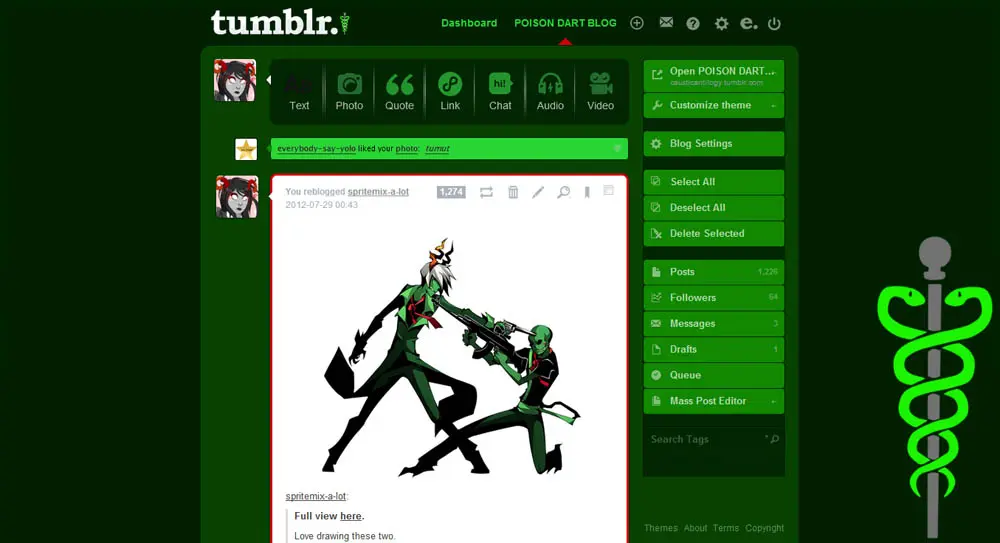 tumblr.
Dashboard
POISON DART BLOG
e.
Text
Photo
Quote
Link
hi!
Chat
Audio
Video
everybody-say-yolo liked your photo: tumut
You reblogged spritemix-a-lot
1,274
2012-07-29 00:43
spritemix-a-lot:
Full view here.
Love drawing these two.
Open POISON DART...
Customize theme
Blog Settings
Select All
Deselect All
Delete Selected
Posts 1,226
Followers 64
Messages 3
Drafts 1
Queue
Mass Post Editor
Search Tags
Themes About Terms Copyright